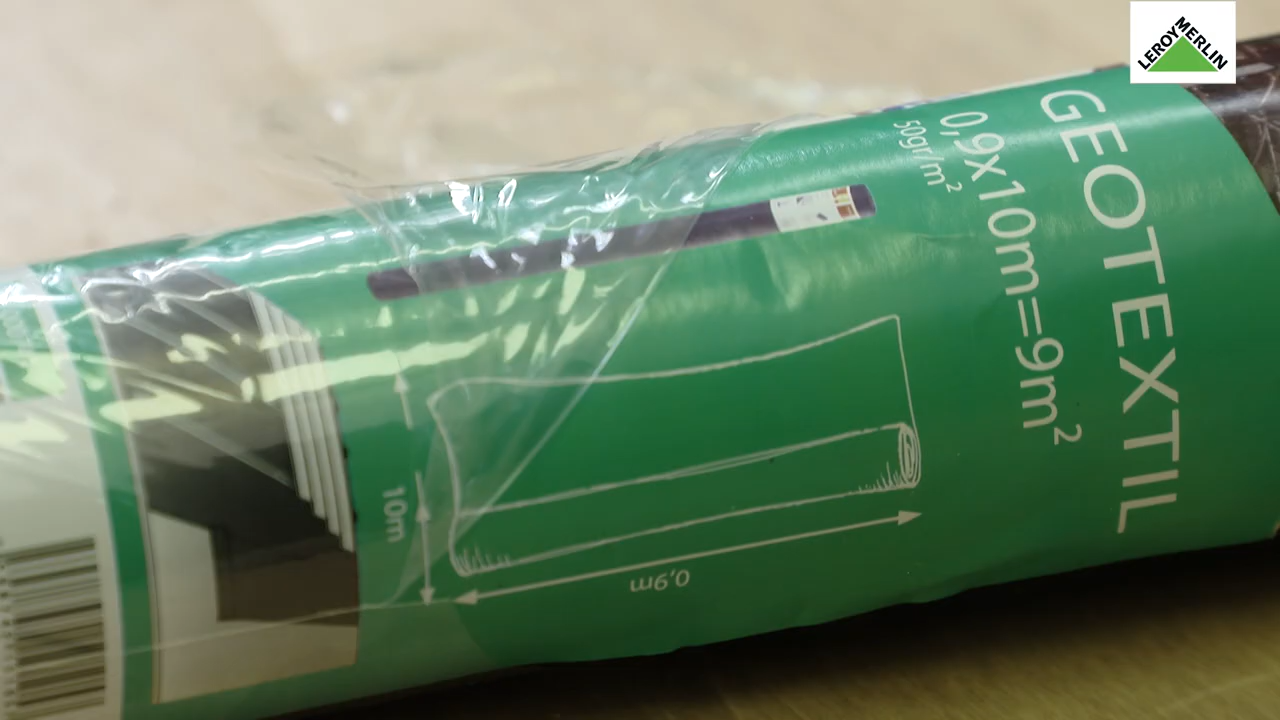 LEROY MERLIN
GEOTEXTIL
0,9x10m=9m²
50gr/m²
10m
0,9m